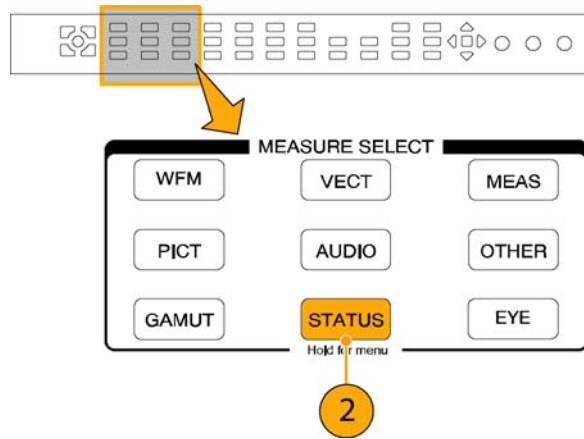 MEASURE SELECT
WFM VECT MEAS
PICT AUDIO OTHER
GAMUT STATUS EYE
Hold for menu
2